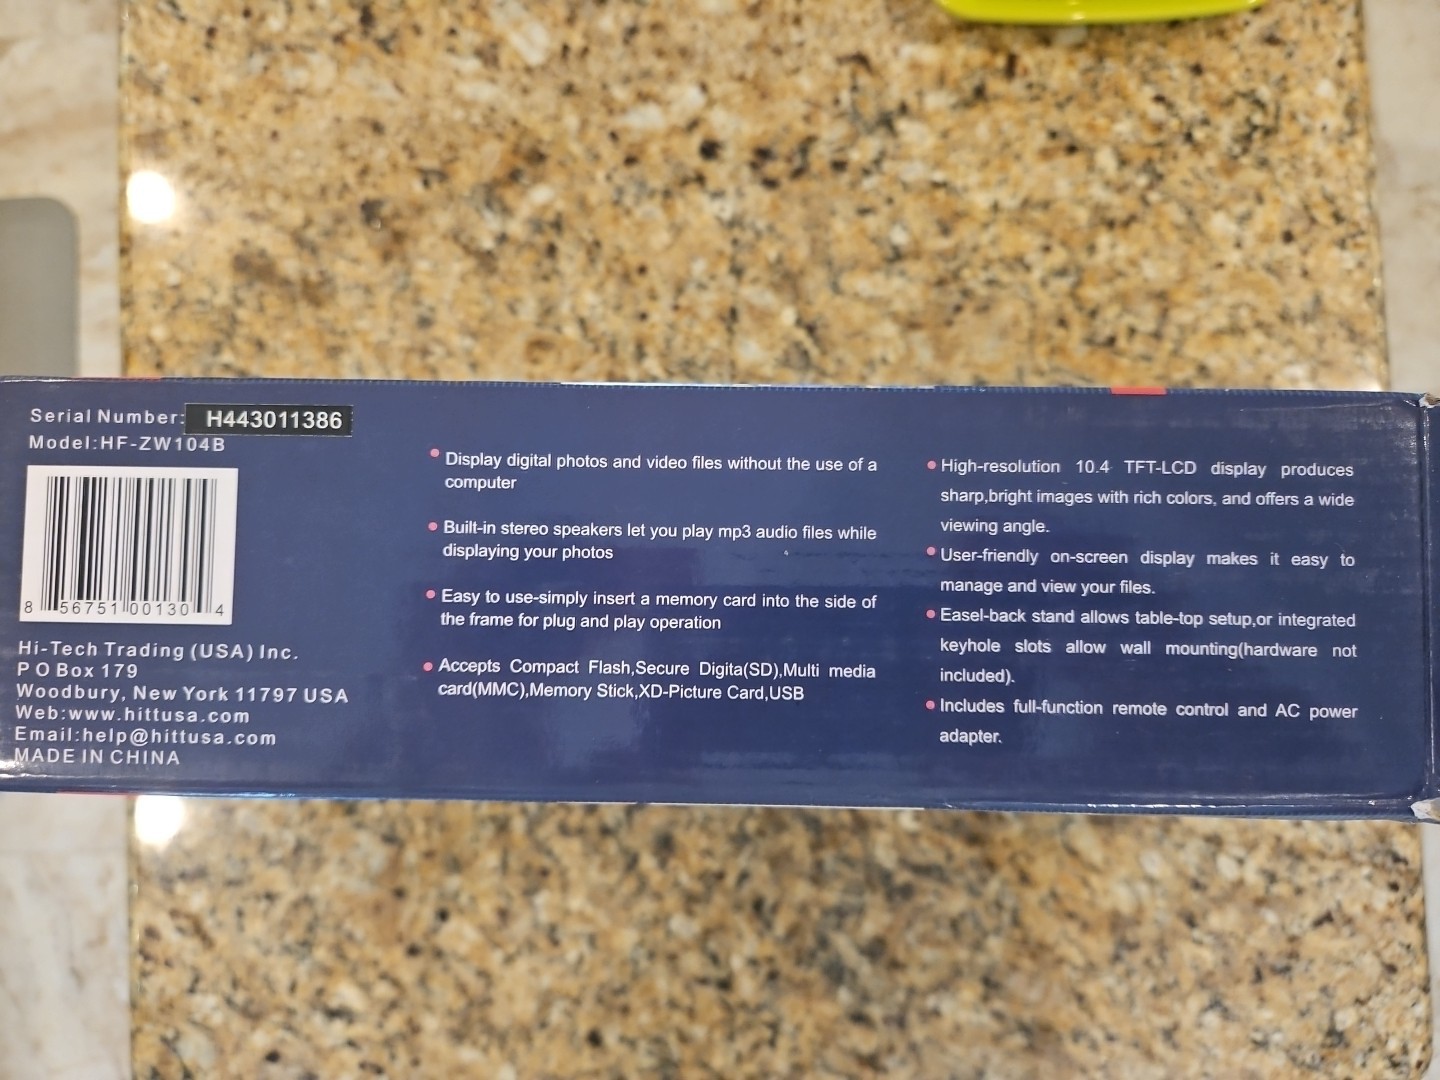 Serial Number: H443011386
Model:HF-ZW104B
8 56751 00130 4
Hi-Tech Trading (USA) Inc.
P O Box 179
Woodbury, New York 11797 USA
Web:www.hittusa.com
Email:help@hittusa.com
MADE IN CHINA
Display digital photos and video files without the use of a
computer
Built-in stereo speakers let you play mp3 audio files while
displaying your photos
Easy to use-simply insert a memory card into the side of
the frame for plug and play operation
Accepts Compact Flash,Secure Digita(SD),Multi media
card(MMC),Memory Stick,XD-Picture Card,USB
High-resolution 10.4 TFT-LCD display produces
sharp,bright images with rich colors, and offers a wide
viewing angle.
User-friendly on-screen display makes it easy to
manage and view your files.
Easel-back stand allows table-top setup,or integrated
keyhole slots allow wall mounting(hardware not
included).
Includes full-function remote control and AC power
adapter.